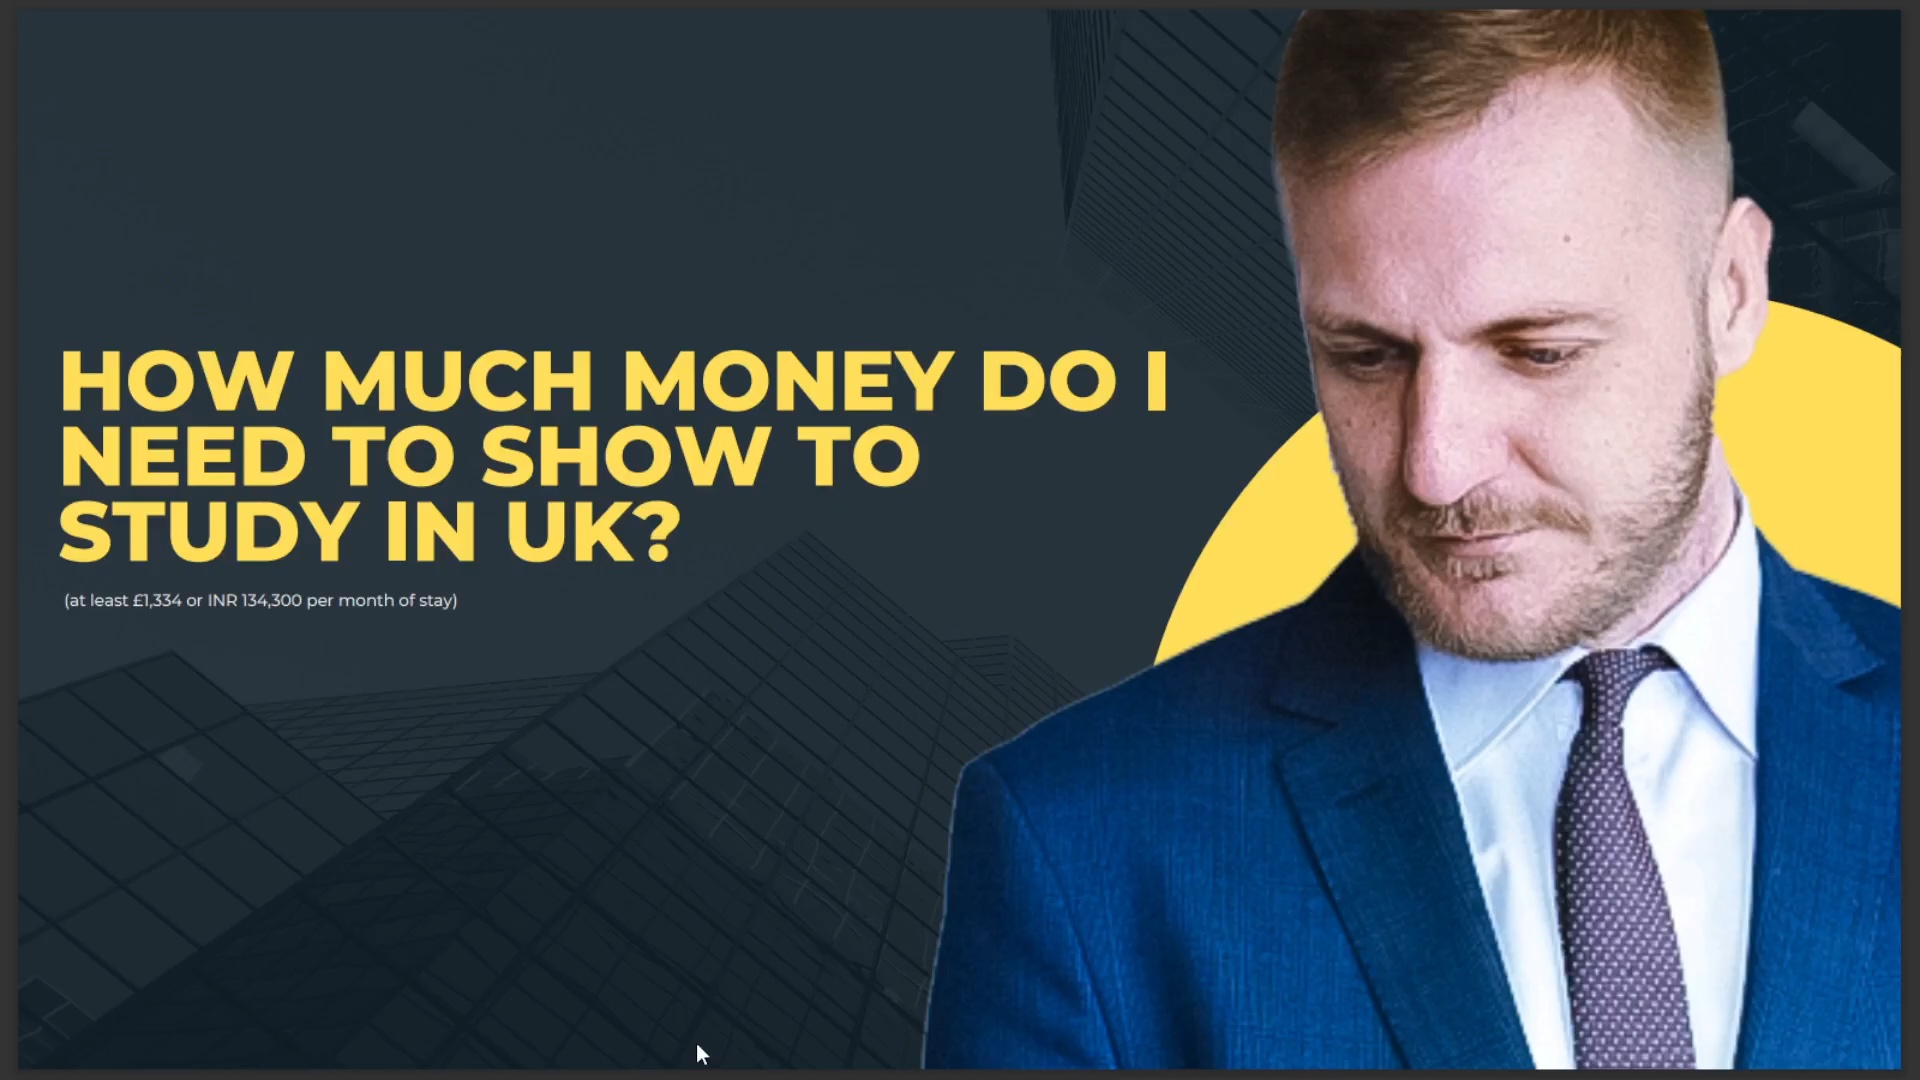 HOW MUCH MONEY DO I
NEED TO SHOW TO
STUDY IN UK?
(at least £1,334 or INR 134,300 per month of stay)